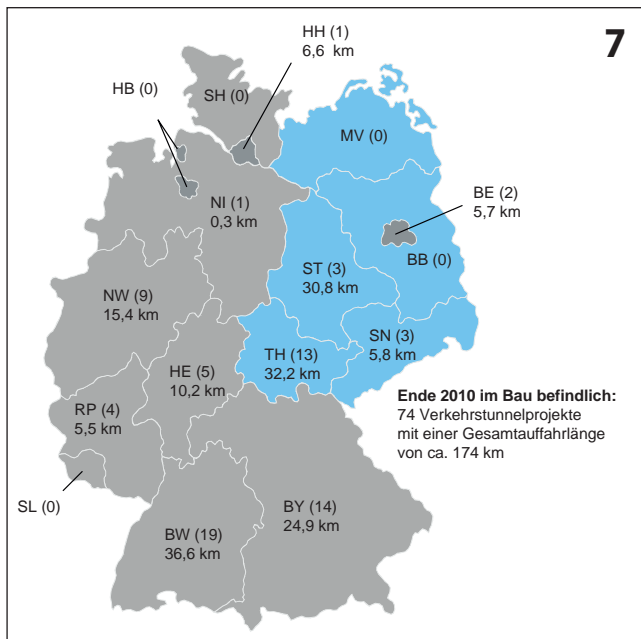 7
HH (1)
6,6 km
HB (0)
SH (0)
MV (0)
BE (2)
5,7 km
NI (1)
0,3 km
BB (0)
ST (3)
30,8 km
NW (9)
15,4 km
SN (3)
5,8 km
TH (13)
32,2 km
HE (5)
10,2 km
Ende 2010 im Bau befindlich:
74 Verkehrstunnelprojekte
mit einer Gesamtauffahrlänge
von ca. 174 km
RP (4)
5,5 km
SL (0)
BY (14)
24,9 km
BW (19)
36,6 km